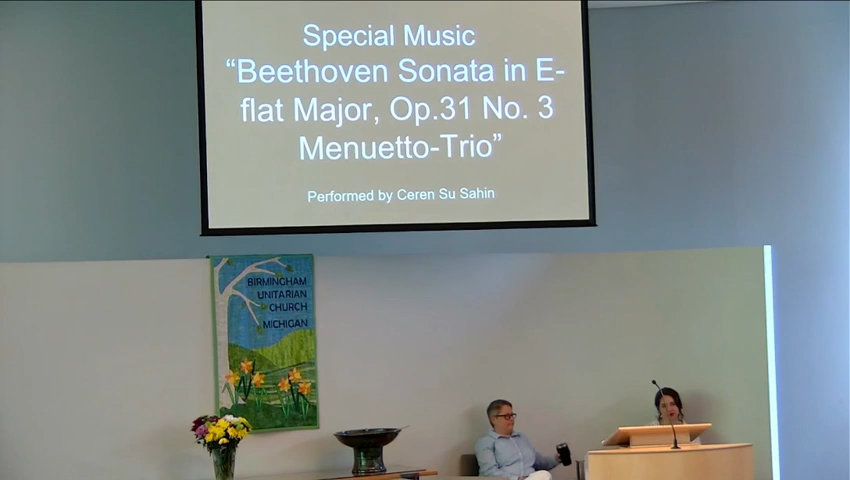 Special Music
“Beethoven Sonata in E-
flat Major, Op.31 No. 3
Menuetto-Trio”
Performed by Ceren Su Sahin
BIRMINGHAM
UNITARIAN
CHURCH
MICHIGAN